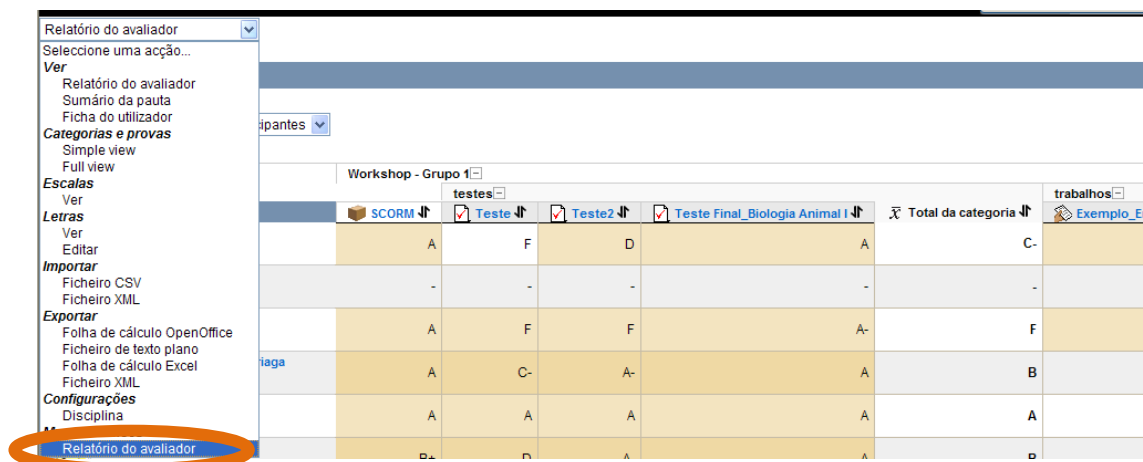 Relatório do avaliador
Seleccione uma acção...
Ver
Relatório do avaliador
Sumário da pauta
Ficha do utilizador
Categorias e provas
Simple view
Full view
Escalas
Ver
Letras
Ver
Editar
Importar
Ficheiro CSV
Ficheiro XML
Exportar
Folha de cálculo OpenOffice
Ficheiro de texto plano
Folha de cálculo Excel
Ficheiro XML
Configurações
Disciplina
Relatório do avaliador
cipantes
riaga
Workshop - Grupo 1
testes trabalhos
SCORM Teste Teste2 Teste Final_Biologia Animal I x̅ Total da categoria Exemplo_E
A F D A C-
- - - - -
A F F A- F
A C- A- A B
A A A A A
B+ D A A B